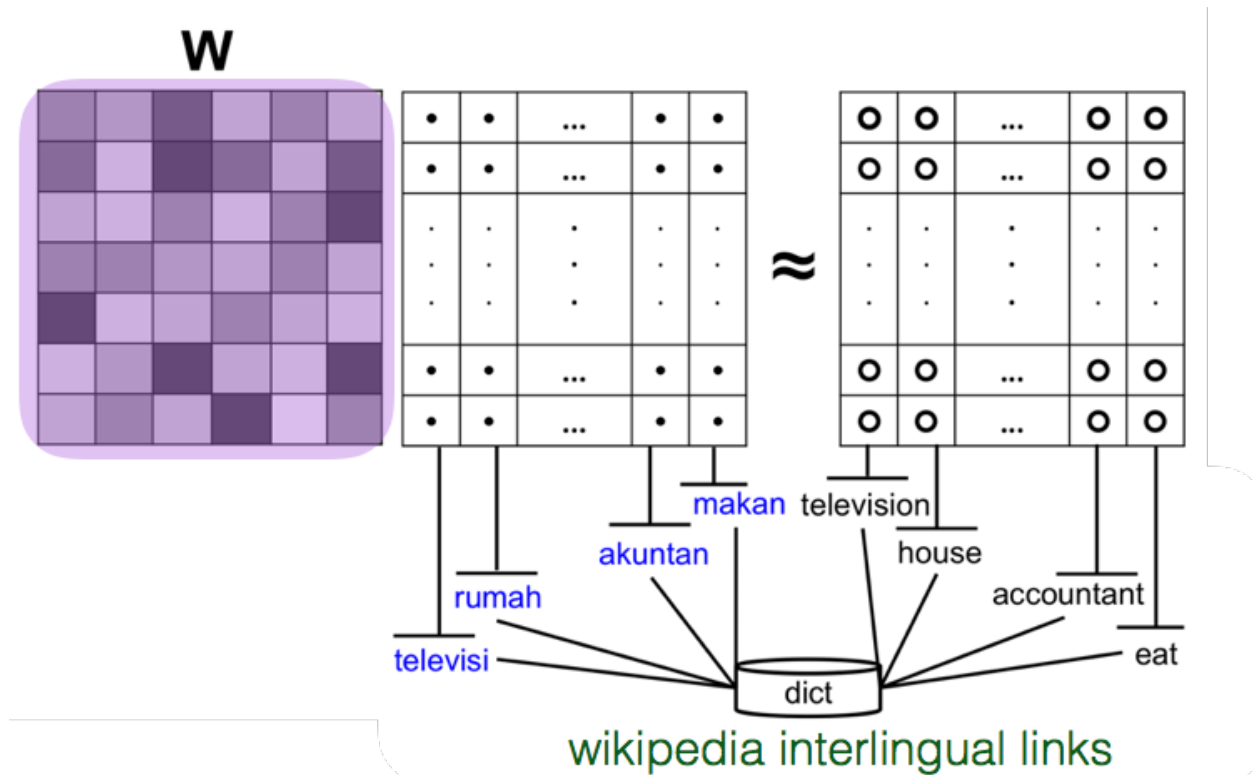 W
...
...
...
...
≈
...
...
...
...
makan television
akuntan house
rumah accountant
televisi eat
dict
wikipedia interlingual links